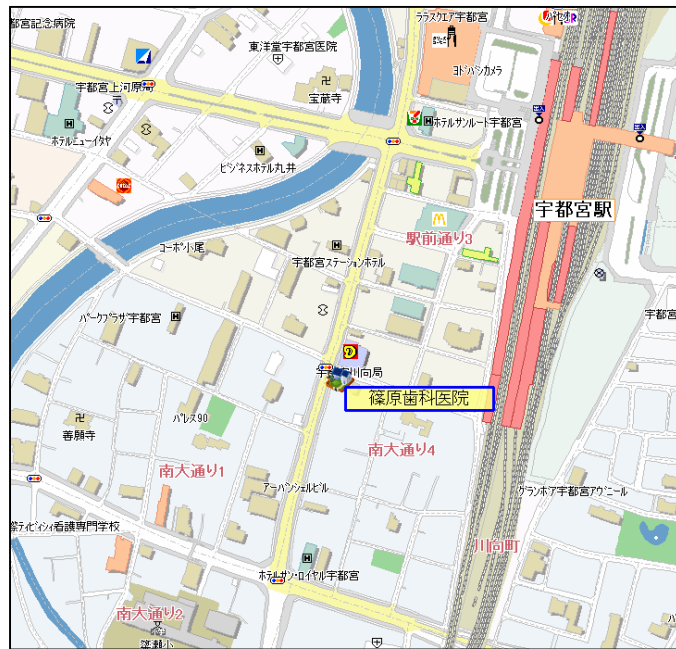 ララスクエア宇都宮
都宮記念病院
東洋堂宇都宮医院
ヨドバシカメラ
宇都宮上河原局
宝蔵寺
ホテルニューイタヤ
ホテルサンルート宇都宮
ビジネスホテル丸井
宇都宮駅
駅前通り3
コーポ小尾
宇都宮ステーションホテル
パークプラザ宇都宮
宇都宮
宇都宮川向局
篠原歯科医院
パレス90
善願寺
南大通り4
南大通り1
アーバンシェルビル
グランボア宇都宮アヴニール
川向町
看護専門学校
ホテルサン・ロイヤル宇都宮
南大通り2
簗瀬小